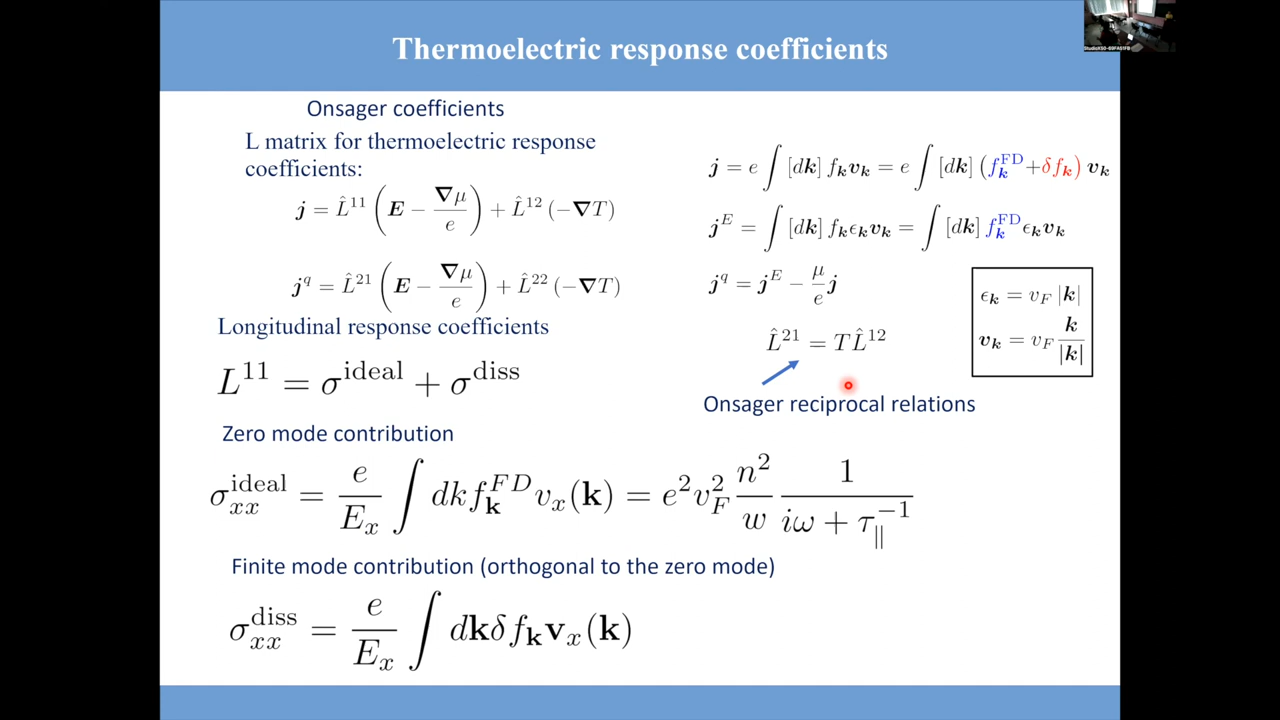 Thermoelectric response coefficients
Onsager coefficients
L matrix for thermoelectric response
coefficients:
j = L̂¹¹ (E − ∇μ/e) + L̂¹² (−∇T)
j^q = L̂²¹ (E − ∇μ/e) + L̂²² (−∇T)
Longitudinal response coefficients
L¹¹ = σ^ideal + σ^diss
Zero mode contribution
σ_xx^ideal = e/E_x ∫ dk f_k^FD v_x(k) = e² v_F² n²/w 1/(iω + τ_∥^−1)
Finite mode contribution (orthogonal to the zero mode)
σ_xx^diss = e/E_x ∫ dk δf_k v_x(k)
j = e ∫ [dk] f_k v_k = e ∫ [dk] (f_k^FD + δf_k) v_k
j^E = ∫ [dk] f_k ϵ_k v_k = ∫ [dk] f_k^FD ϵ_k v_k
j^q = j^E − μ/e j
L̂²¹ = T L̂¹²
Onsager reciprocal relations
ϵ_k = v_F |k|
v_k = v_F k/|k|